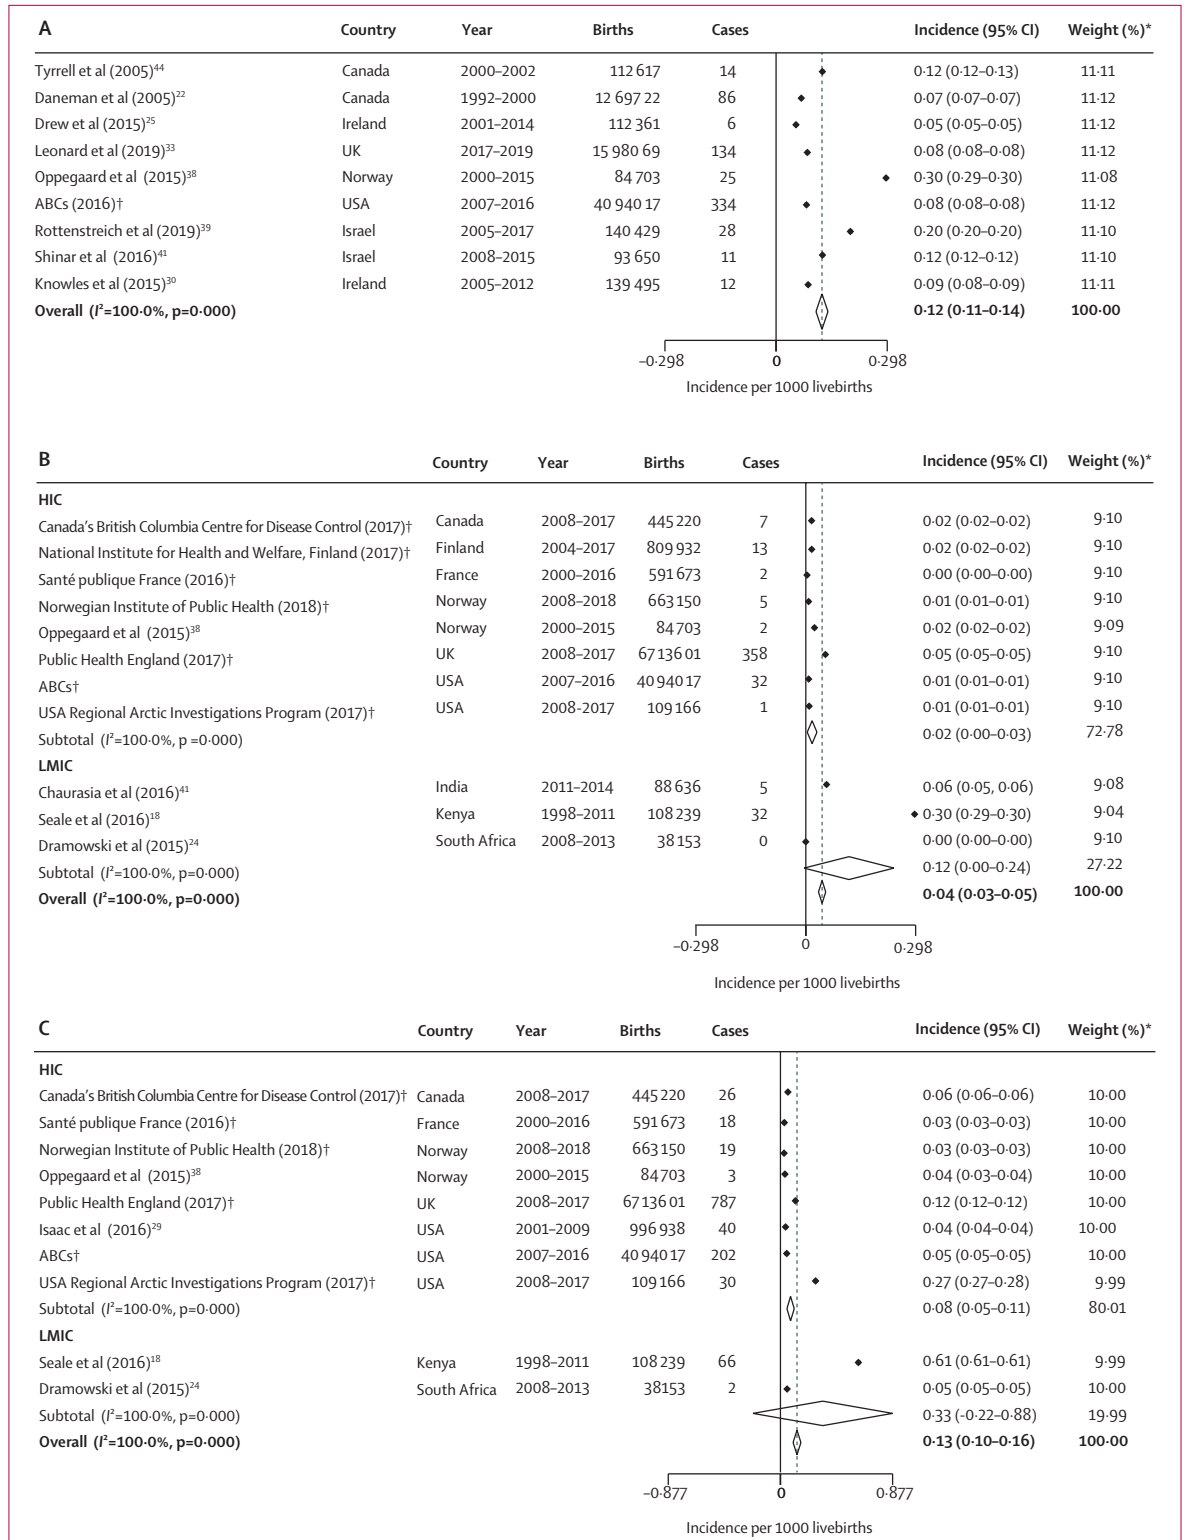 A Country Year Births Cases Incidence (95% CI) Weight (%)*
Tyrrell et al (2005)44 Canada 2000–2002 112 617 14 0·12 (0·12–0·13) 11·11
Daneman et al (2005)22 Canada 1992–2000 12 697 22 86 0·07 (0·07–0·07) 11·12
Drew et al (2015)25 Ireland 2001–2014 112 361 6 0·05 (0·05–0·05) 11·12
Leonard et al (2019)33 UK 2017–2019 15 980 69 134 0·08 (0·08–0·08) 11·12
Oppegaard et al (2015)38 Norway 2000–2015 84 703 25 0·30 (0·29–0·30) 11·08
ABCs (2016)† USA 2007–2016 40 940 17 334 0·08 (0·08–0·08) 11·12
Rottenstreich et al (2019)39 Israel 2005–2017 140 429 28 0·20 (0·20–0·20) 11·10
Shinar et al (2016)41 Israel 2008–2015 93 650 11 0·12 (0·12–0·12) 11·10
Knowles et al (2015)30 Ireland 2005–2012 139 495 12 0·09 (0·08–0·09) 11·11
Overall (I²=100·0%, p=0·000) 0·12 (0·11–0·14) 100·00
–0·298 0 0·298
Incidence per 1000 livebirths
B Country Year Births Cases Incidence (95% CI) Weight (%)*
HIC
Canada's British Columbia Centre for Disease Control (2017)† Canada 2008–2017 445 220 7 0·02 (0·02–0·02) 9·10
National Institute for Health and Welfare, Finland (2017)† Finland 2004–2017 809 932 13 0·02 (0·02–0·02) 9·10
Santé publique France (2016)† France 2000–2016 591 673 2 0·00 (0·00–0·00) 9·10
Norwegian Institute of Public Health (2018)† Norway 2008–2018 663 150 5 0·01 (0·01–0·01) 9·10
Oppegaard et al (2015)38 Norway 2000–2015 84 703 2 0·02 (0·02–0·02) 9·09
Public Health England (2017)† UK 2008–2017 67 136 01 358 0·05 (0·05–0·05) 9·10
ABCs† USA 2007–2016 40 940 17 32 0·01 (0·01–0·01) 9·10
USA Regional Arctic Investigations Program (2017)† USA 2008-2017 109 166 1 0·01 (0·01–0·01) 9·10
Subtotal (I²=100·0%, p =0·000) 0·02 (0·00–0·03) 72·78
LMIC
Chaurasia et al (2016)41 India 2011–2014 88 636 5 0·06 (0·05, 0·06) 9·08
Seale et al (2016)18 Kenya 1998–2011 108 239 32 0·30 (0·29–0·30) 9·04
Dramowski et al (2015)24 South Africa 2008–2013 38 153 0 0·00 (0·00–0·00) 9·10
Subtotal (I²=100·0%, p=0·000) 0·12 (0·00–0·24) 27·22
Overall (I²=100·0%, p=0·000) 0·04 (0·03–0·05) 100·00
–0·298 0 0·298
Incidence per 1000 livebirths
C Country Year Births Cases Incidence (95% CI) Weight (%)*
HIC
Canada's British Columbia Centre for Disease Control (2017)† Canada 2008–2017 445 220 26 0·06 (0·06–0·06) 10·00
Santé publique France (2016)† France 2000–2016 591 673 18 0·03 (0·03–0·03) 10·00
Norwegian Institute of Public Health (2018)† Norway 2008–2018 663 150 19 0·03 (0·03–0·03) 10·00
Oppegaard et al (2015)38 Norway 2000–2015 84 703 3 0·04 (0·03–0·04) 10·00
Public Health England (2017)† UK 2008–2017 67 136 01 787 0·12 (0·12–0·12) 10·00
Isaac et al (2016)29 USA 2001–2009 996 938 40 0·04 (0·04–0·04) 10·00
ABCs† USA 2007–2016 40 940 17 202 0·05 (0·05–0·05) 10·00
USA Regional Arctic Investigations Program (2017)† USA 2008–2017 109 166 30 0·27 (0·27–0·28) 9·99
Subtotal (I²=100·0%, p=0·000) 0·08 (0·05–0·11) 80·01
LMIC
Seale et al (2016)18 Kenya 1998–2011 108 239 66 0·61 (0·61–0·61) 9·99
Dramowski et al (2015)24 South Africa 2008–2013 38153 2 0·05 (0·05–0·05) 10·00
Subtotal (I²=100·0%, p=0·000) 0·33 (-0·22–0·88) 19·99
Overall (I²=100·0%, p=0·000) 0·13 (0·10–0·16) 100·00
–0·877 0 0·877
Incidence per 1000 livebirths